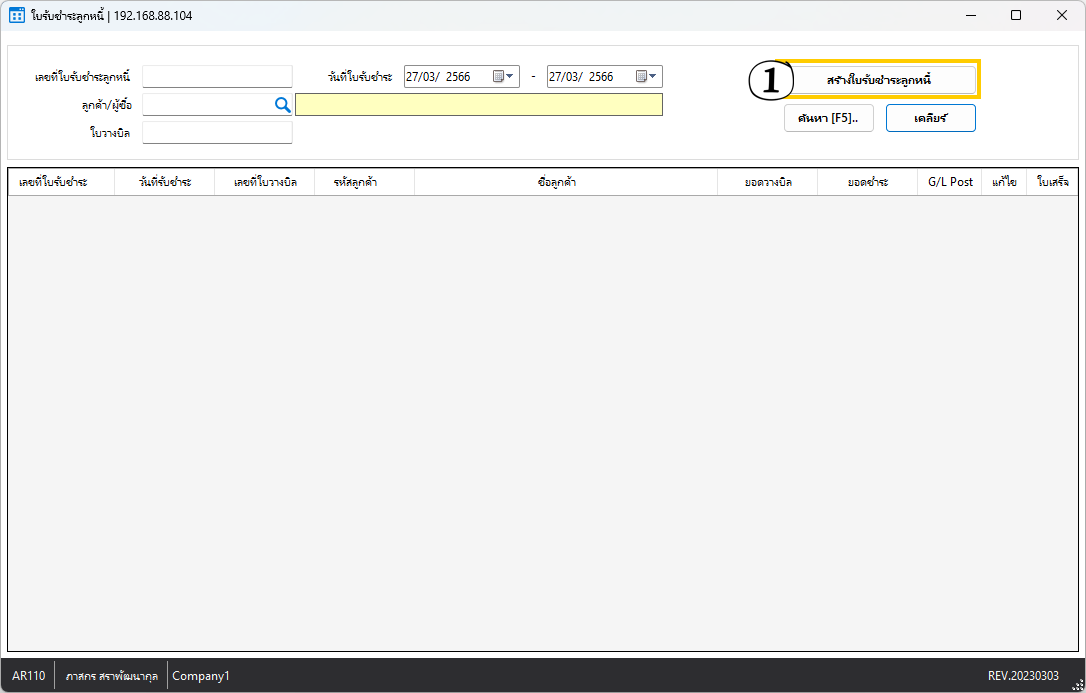 ใบรับชำระลูกหนี้ | 192.168.88.104
เลขที่ใบรับชำระลูกหนี้ วันที่ใบรับชำระ 27/03/ 2566 - 27/03/ 2566 1 สร้างใบรับชำระลูกหนี้
ลูกค้า/ผู้ซื้อ ค้นหา [F5].. เคลียร์
ใบวางบิล
เลขที่ใบรับชำระ วันที่รับชำระ เลขที่ใบวางบิล รหัสลูกค้า ชื่อลูกค้า ยอดวางบิล ยอดชำระ G/L Post แก้ไข ใบเสร็จ
AR110 ภาสกร สราพัฒนากุล Company1 REV.20230303